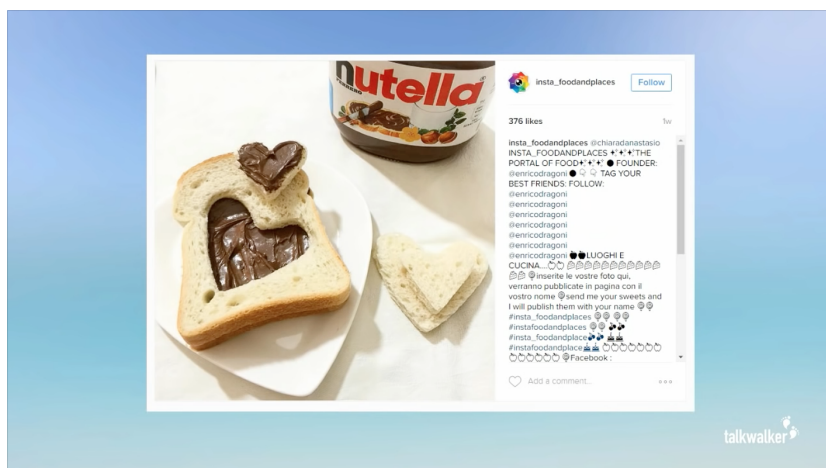 nutella
FERRERO
insta_foodandplaces
Follow
376 likes
1w
insta_foodandplaces @chiaradanastasio
INSTA_FOODANDPLACES THE
PORTAL OF FOOD FOUNDER:
@enricodragoni TAG YOUR
BEST FRIENDS: FOLLOW:
@enricodragoni
@enricodragoni
@enricodragoni
@enricodragoni
@enricodragoni
@enricodragoni
@enricodragoni LUOGHI E
CUCINA....
inserite le vostre foto qui,
verranno pubblicate in pagina con il
vostro nome send me your sweets and
I will publish them with your name
#insta_foodandplaces
#instafoodandplaces
#insta_foodandplace
#instafoodandplace
Facebook :
Add a comment...
talkwalker